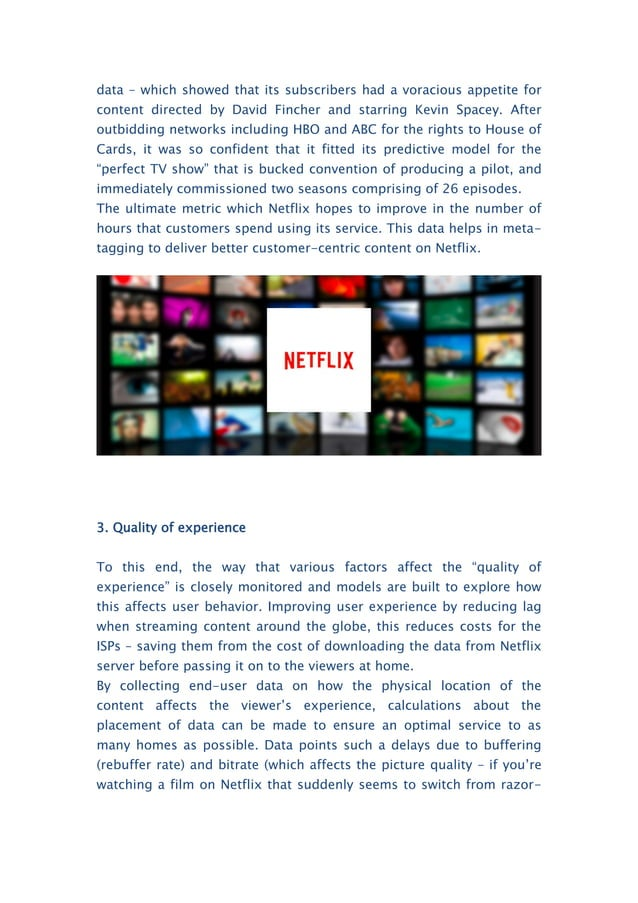 data – which showed that its subscribers had a voracious appetite for
content directed by David Fincher and starring Kevin Spacey. After
outbidding networks including HBO and ABC for the rights to House of
Cards, it was so confident that it fitted its predictive model for the
“perfect TV show” that is bucked convention of producing a pilot, and
immediately commissioned two seasons comprising of 26 episodes.
The ultimate metric which Netflix hopes to improve in the number of
hours that customers spend using its service. This data helps in meta-
tagging to deliver better customer-centric content on Netflix.
NETFLIX
3. Quality of experience
To this end, the way that various factors affect the “quality of
experience” is closely monitored and models are built to explore how
this affects user behavior. Improving user experience by reducing lag
when streaming content around the globe, this reduces costs for the
ISPs – saving them from the cost of downloading the data from Netflix
server before passing it on to the viewers at home.
By collecting end-user data on how the physical location of the
content affects the viewer’s experience, calculations about the
placement of data can be made to ensure an optimal service to as
many homes as possible. Data points such a delays due to buffering
(rebuffer rate) and bitrate (which affects the picture quality – if you’re
watching a film on Netflix that suddenly seems to switch from razor-